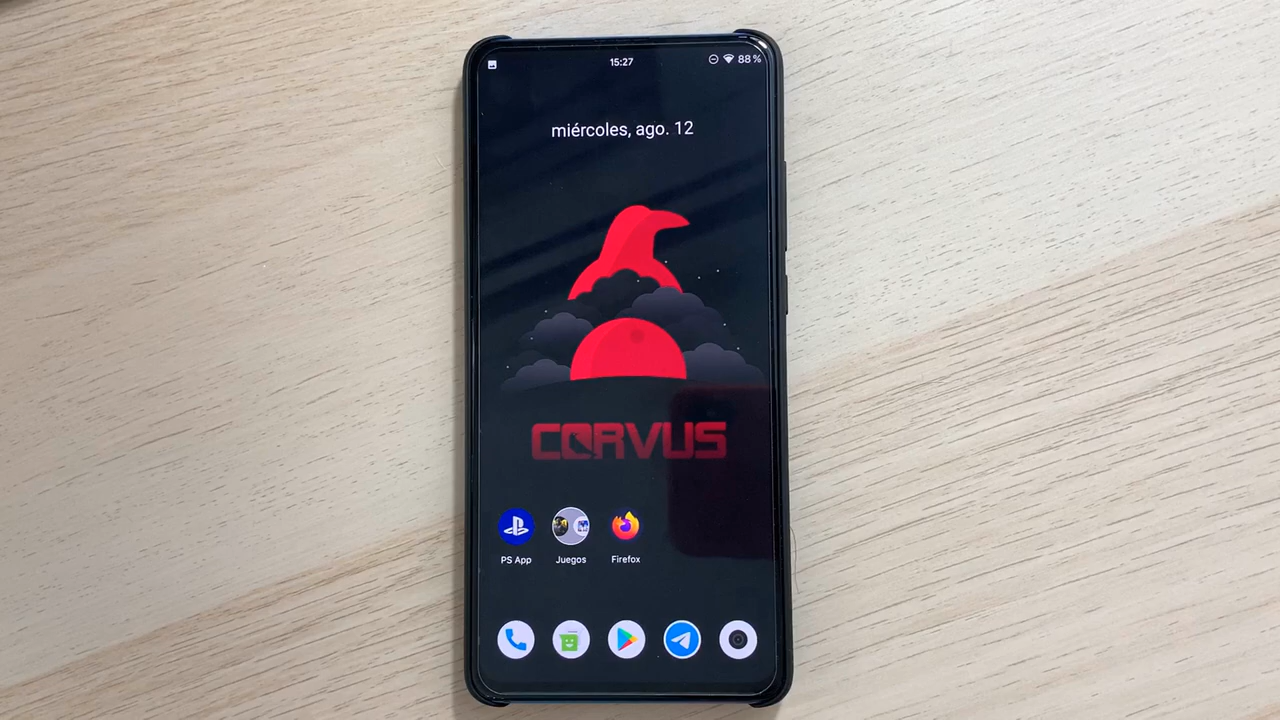 15:27
88%
miércoles, ago. 12
CORVUS
PS App
Juegos
Firefox